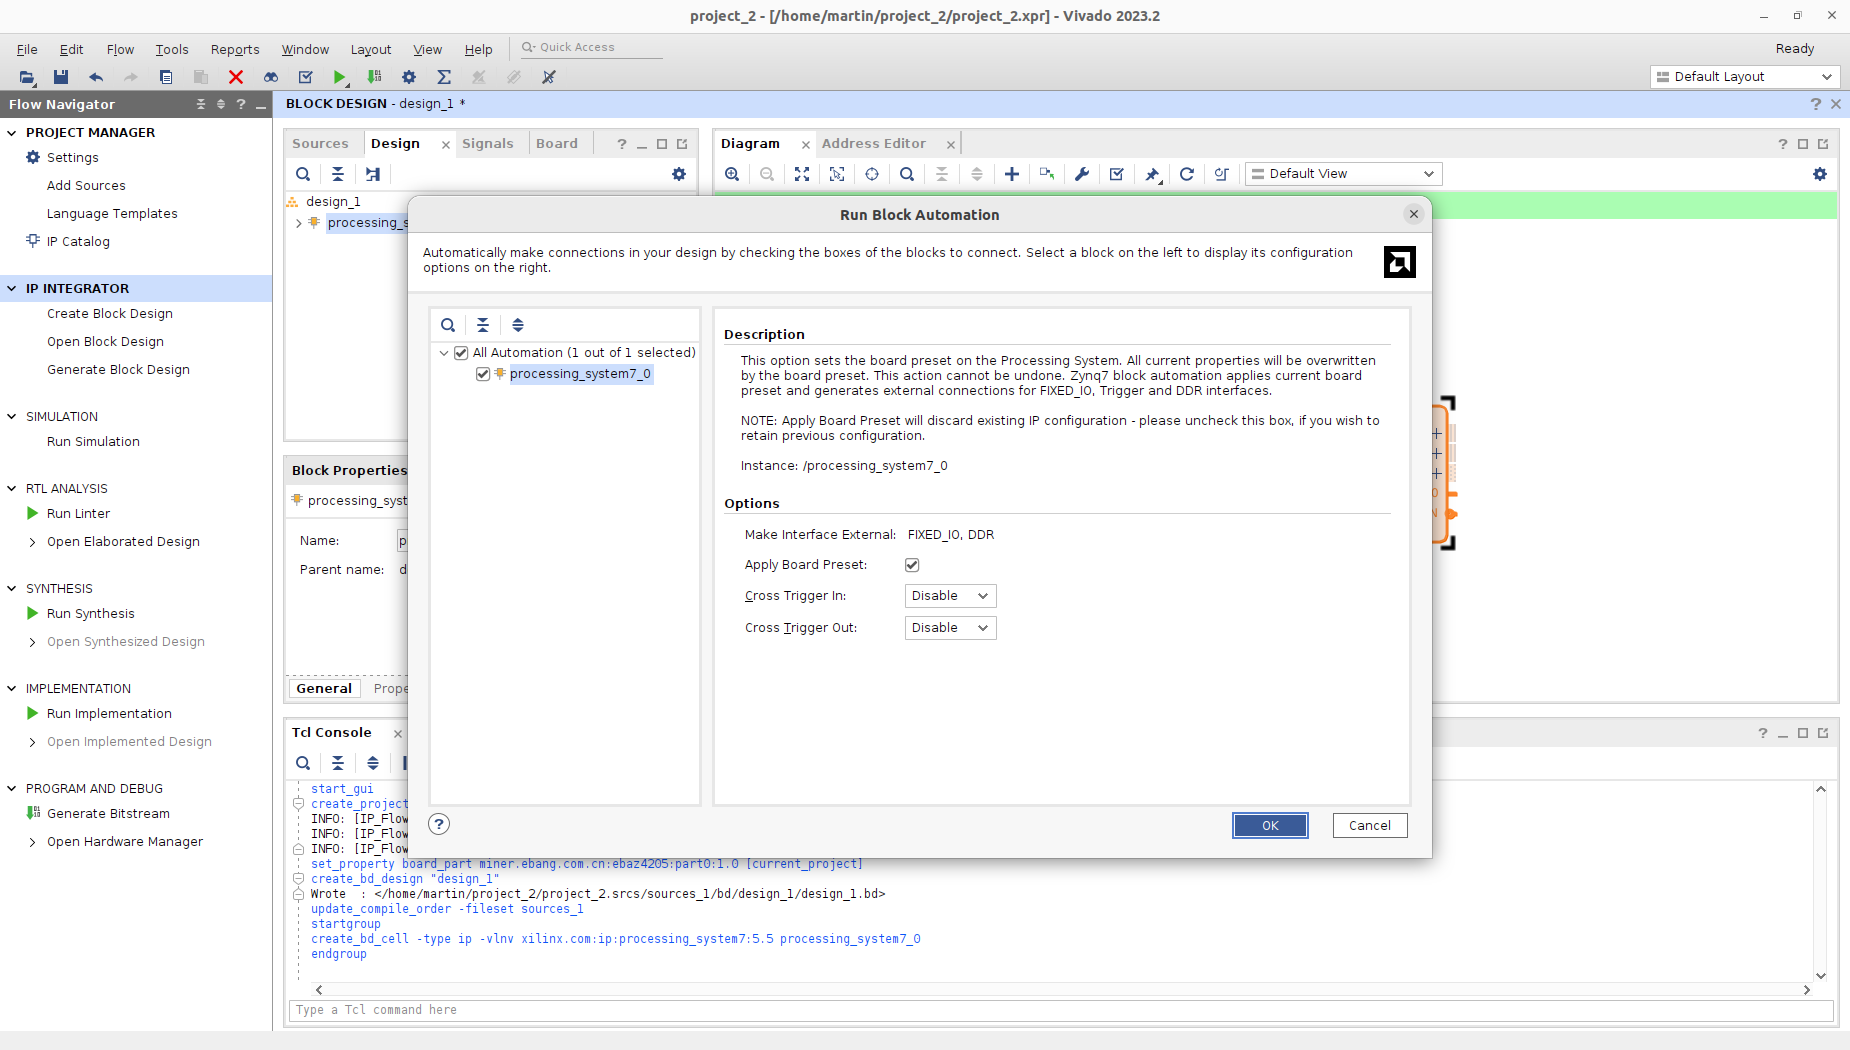 project_2 - [/home/martin/project_2/project_2.xpr] - Vivado 2023.2
File Edit Flow Tools Reports Window Layout View Help
Quick Access
Ready
Default Layout
Flow Navigator
PROJECT MANAGER
Settings
Add Sources
Language Templates
IP Catalog
IP INTEGRATOR
Create Block Design
Open Block Design
Generate Block Design
SIMULATION
Run Simulation
RTL ANALYSIS
Run Linter
Open Elaborated Design
SYNTHESIS
Run Synthesis
Open Synthesized Design
IMPLEMENTATION
Run Implementation
Open Implemented Design
PROGRAM AND DEBUG
Generate Bitstream
Open Hardware Manager
BLOCK DESIGN - design_1 *
Sources Design Signals Board
design_1
processing_s
Diagram Address Editor
Default View
Block Properties
processing_syst
Name: p
Parent name: d
General Prope
Run Block Automation
Automatically make connections in your design by checking the boxes of the blocks to connect. Select a block on the left to display its configuration
options on the right.
All Automation (1 out of 1 selected)
processing_system7_0
Description
This option sets the board preset on the Processing System. All current properties will be overwritten
by the board preset. This action cannot be undone. Zynq7 block automation applies current board
preset and generates external connections for FIXED_IO, Trigger and DDR interfaces.
NOTE: Apply Board Preset will discard existing IP configuration - please uncheck this box, if you wish to
retain previous configuration.
Instance: /processing_system7_0
Options
Make Interface External: FIXED_IO, DDR
Apply Board Preset:
Cross Trigger In: Disable
Cross Trigger Out: Disable
OK Cancel
Tcl Console
start_gui
create_project
INFO: [IP_Flow
INFO: [IP_Flow
INFO: [IP_Flow
set_property board_part miner.ebang.com.cn:ebaz4205:part0:1.0 [current_project]
create_bd_design "design_1"
Wrote : </home/martin/project_2/project_2.srcs/sources_1/bd/design_1/design_1.bd>
update_compile_order -fileset sources_1
startgroup
create_bd_cell -type ip -vlnv xilinx.com:ip:processing_system7:5.5 processing_system7_0
endgroup
Type a Tcl command here